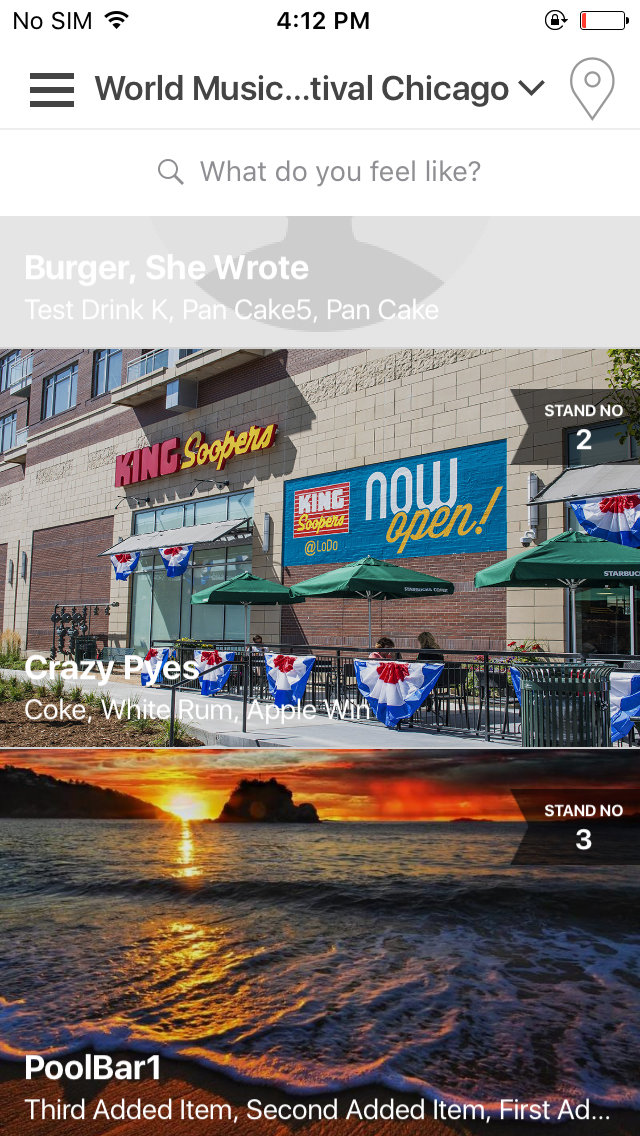 No SIM 4:12 PM
World Music...tival Chicago
What do you feel like?
Burger, She Wrote
Test Drink K, Pan Cake5, Pan Cake
STAND NO
2
KING Soopers
KING
Soopers
@LoDo
now
open!
STARBUCKS COFFEE
STARBUCKS
Crazy Pyes
Coke, White Rum, Apple Win
STAND NO
3
PoolBar1
Third Added Item, Second Added Item, First Ad...